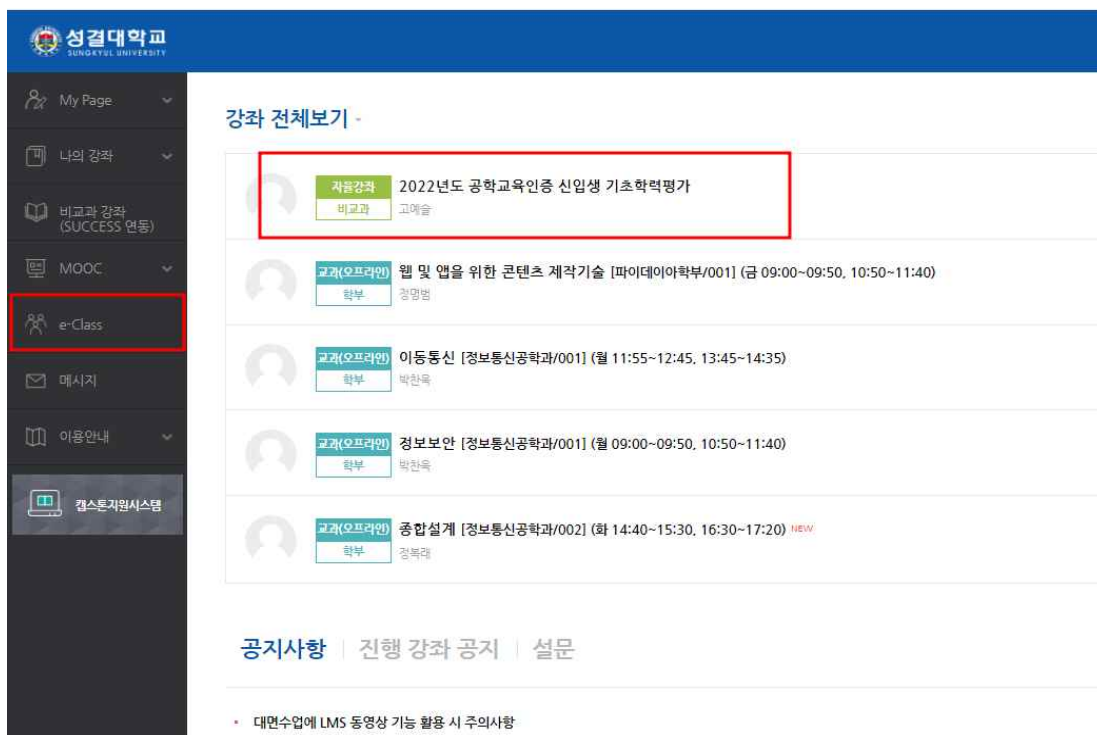 성결대학교
SUNGKYUL UNIVERSITY
My Page
나의 강좌
비교과 강좌
(SUCCESS 연동)
MOOC
e-Class
메시지
이용안내
캡스톤지원시스템
강좌 전체보기 -
자율강좌 2022년도 공학교육인증 신입생 기초학력평가
비교과 고예슬
교과(오프라인) 웹 및 앱을 위한 콘텐츠 제작기술 [파이데이아학부/001] (금 09:00~09:50, 10:50~11:40)
학부 정명범
교과(오프라인) 이동통신 [정보통신공학과/001] (월 11:55~12:45, 13:45~14:35)
학부 박찬욱
교과(오프라인) 정보보안 [정보통신공학과/001] (월 09:00~09:50, 10:50~11:40)
학부 박찬욱
교과(오프라인) 종합설계 [정보통신공학과/002] (화 14:40~15:30, 16:30~17:20) NEW
학부 정복래
공지사항 | 진행 강좌 공지 | 설문
• 대면수업에 LMS 동영상 기능 활용 시 주의사항